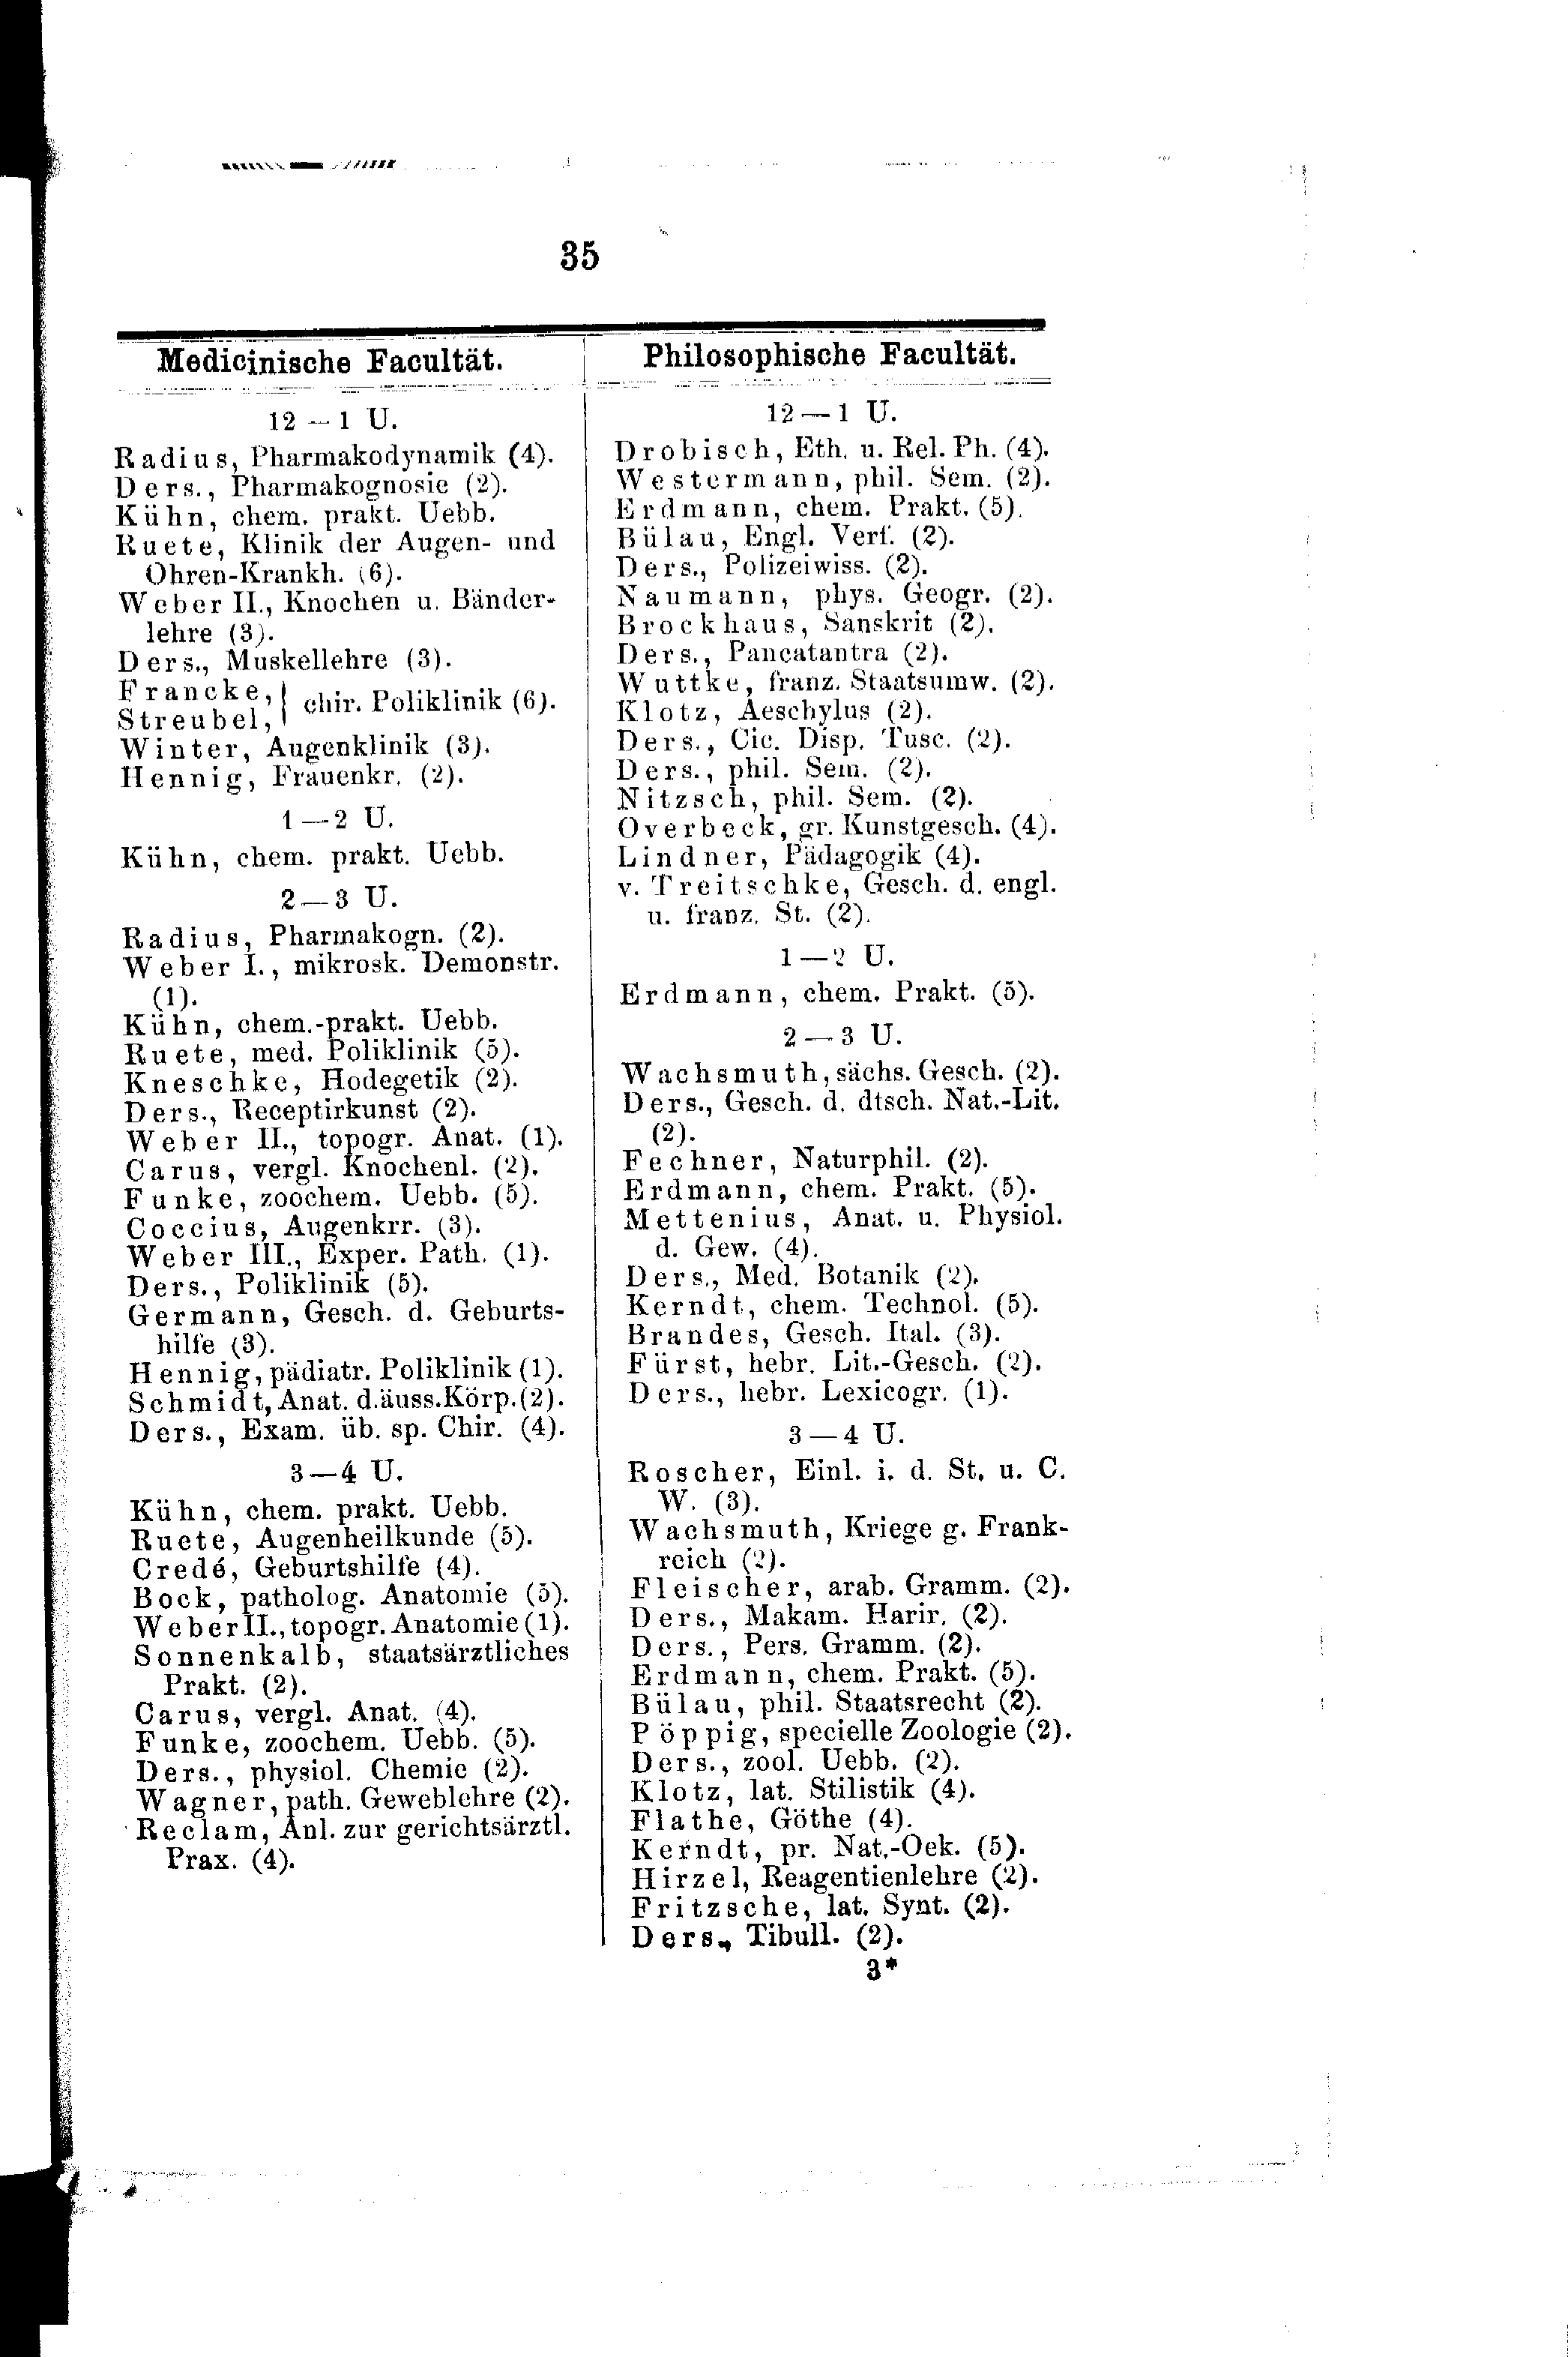 35
Medicinische Facultät.
12—1 U.
Radius, Pharmakodynamik (4).
Ders., Pharmakognosie (2).
Kühn, chem. prakt. Uebb.
Ruete, Klinik der Augen- und
Ohren-Krankh. (6).
Weber II., Knochen u. Bänder-
lehre (3).
Ders., Muskellehre (3).
Francke,
Streubel, chir. Poliklinik (6).
Winter, Augenklinik (3).
Hennig, Frauenkr. (2).
1—2 U.
Kühn, chem. prakt. Uebb.
2—3 U.
Radius, Pharmakogn. (2).
Weber I., mikrosk. Demonstr.
(1).
Kühn, chem.-prakt. Uebb.
Ruete, med. Poliklinik (5).
Kneschke, Hodegetik (2).
Ders., Receptirkunst (2).
Weber II., topogr. Anat. (1).
Carus, vergl. Knochenl. (2).
Funke, zoochem. Uebb. (5).
Coccius, Augenkrr. (3).
Weber III., Exper. Path. (1).
Ders., Poliklinik (5).
Germann, Gesch. d. Geburts-
hilfe (3).
Hennig, pädiatr. Poliklinik (1).
Schmidt, Anat. d. äuss. Körp. (2).
Ders., Exam. üb. sp. Chir. (4).
3—4 U.
Kühn, chem. prakt. Uebb.
Ruete, Augenheilkunde (5).
Credé, Geburtshilfe (4).
Bock, patholog. Anatomie (5).
Weber II., topogr. Anatomie (1).
Sonnenkalb, staatsärztliches
Prakt. (2).
Carus, vergl. Anat. (4).
Funke, zoochem. Uebb. (5).
Ders., physiol. Chemie (2).
Wagner, path. Geweblehre (2).
Reclam, Anl. zur gerichtsärztl.
Prax. (4).
Philosophische Facultät.
12—1 U.
Drobisch, Eth. u. Rel. Ph. (4).
Westermann, phil. Sem. (2).
Erdmann, chem. Prakt. (5).
Bülau, Engl. Verf. (2).
Ders., Polizeiwiss. (2).
Naumann, phys. Geogr. (2).
Brockhaus, Sanskrit (2).
Ders., Pancatantra (2).
Wuttke, franz. Staatsumw. (2).
Klotz, Aeschylus (2).
Ders., Cic. Disp. Tusc. (2).
Ders., phil. Sem. (2).
Nitzsch, phil. Sem. (2).
Overbeck, gr. Kunstgesch. (4).
Lindner, Pädagogik (4).
v. Treitschke, Gesch. d. engl.
u. franz. St. (2).
1—2 U.
Erdmann, chem. Prakt. (5).
2—3 U.
Wachsmuth, sächs. Gesch. (2).
Ders., Gesch. d. dtsch. Nat.-Lit.
(2).
Fechner, Naturphil. (2).
Erdmann, chem. Prakt. (5).
Mettenius, Anat. u. Physiol.
d. Gew. (4).
Ders., Med. Botanik (2).
Kerndt, chem. Technol. (5).
Brandes, Gesch. Ital. (3).
Fürst, hebr. Lit.-Gesch. (2).
Ders., hebr. Lexicogr. (1).
3—4 U.
Roscher, Einl. i. d. St. u. C.
W. (3).
Wachsmuth, Kriege g. Frank-
reich (2).
Fleischer, arab. Gramm. (2).
Ders., Makam. Harir. (2).
Ders., Pers. Gramm. (2).
Erdmann, chem. Prakt. (5).
Bülau, phil. Staatsrecht (2).
Pöppig, specielle Zoologie (2).
Ders., zool. Uebb. (2).
Klotz, lat. Stilistik (4).
Flathe, Göthe (4).
Kerndt, pr. Nat.-Oek. (5).
Hirzel, Reagentienlehre (2).
Fritzsche, lat. Synt. (2).
Ders., Tibull. (2).
3*